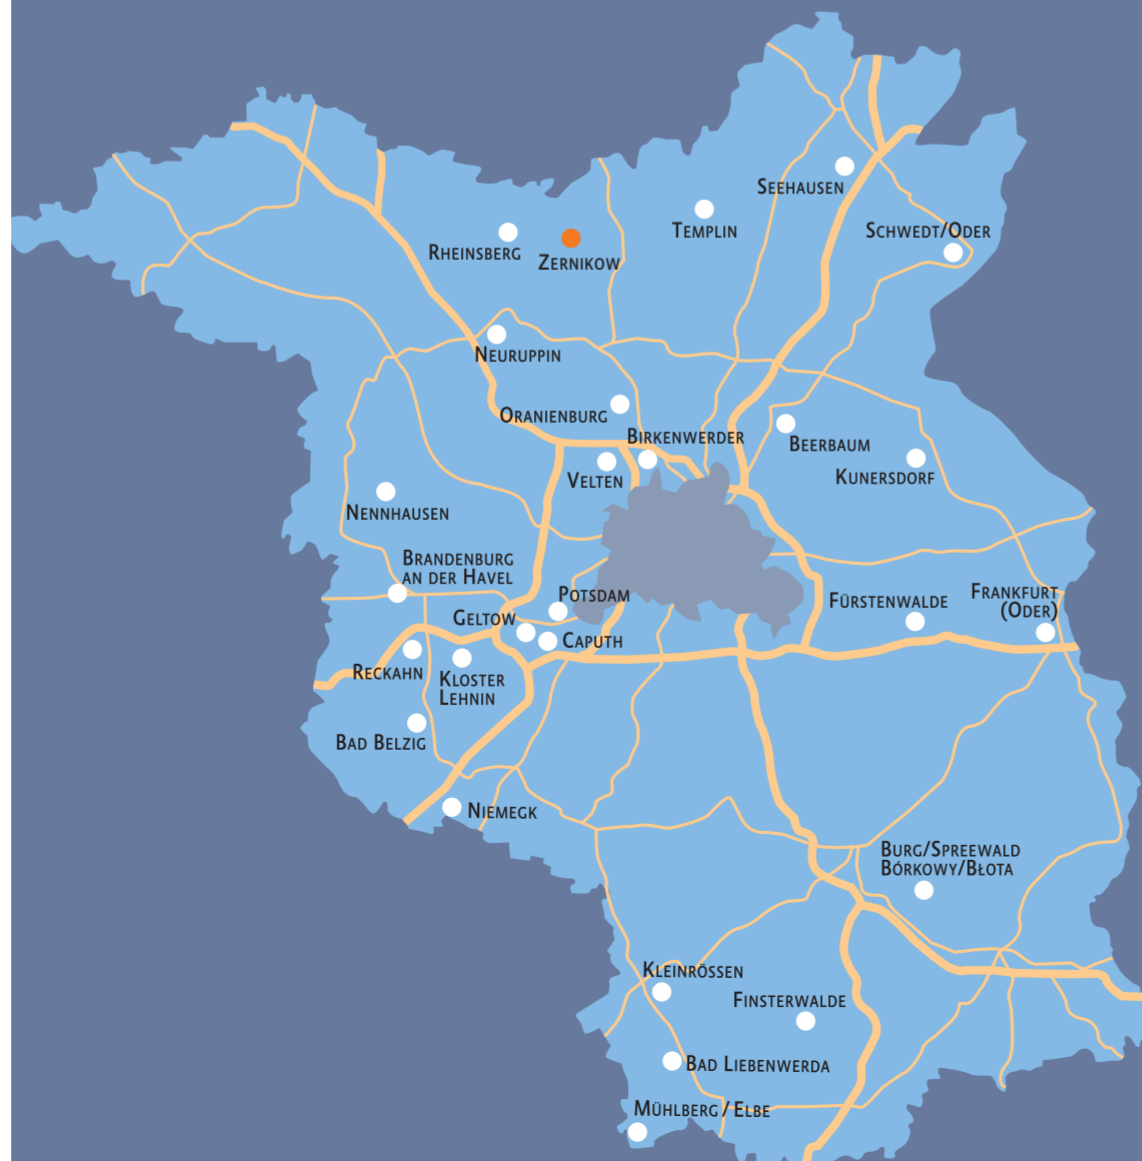 Seehausen
Templin
Schwedt/Oder
Rheinsberg
Zernikow
Neuruppin
Oranienburg
Birkenwerder
Beerbaum
Velten
Kunersdorf
Nennhausen
Brandenburg
an der Havel
Potsdam
Fürstenwalde
Frankfurt
(Oder)
Geltow
Caputh
Reckahn
Kloster
Lehnin
Bad Belzig
Niemegk
Burg/Spreewald
Bórkowy/Błota
Kleinrössen
Finsterwalde
Bad Liebenwerda
Mühlberg / Elbe